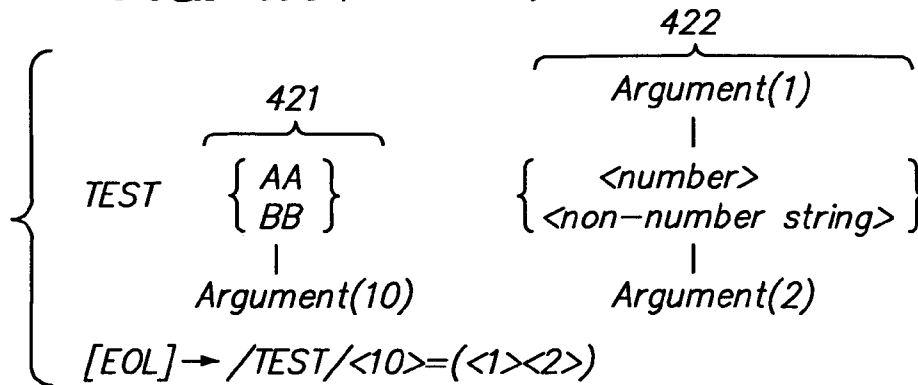 422
421
Argument(1)
TEST { AA { <number> }
BB } <non-number string>
Argument(10) Argument(2)
[EOL]→ /TEST/<10>=(<1><2>)